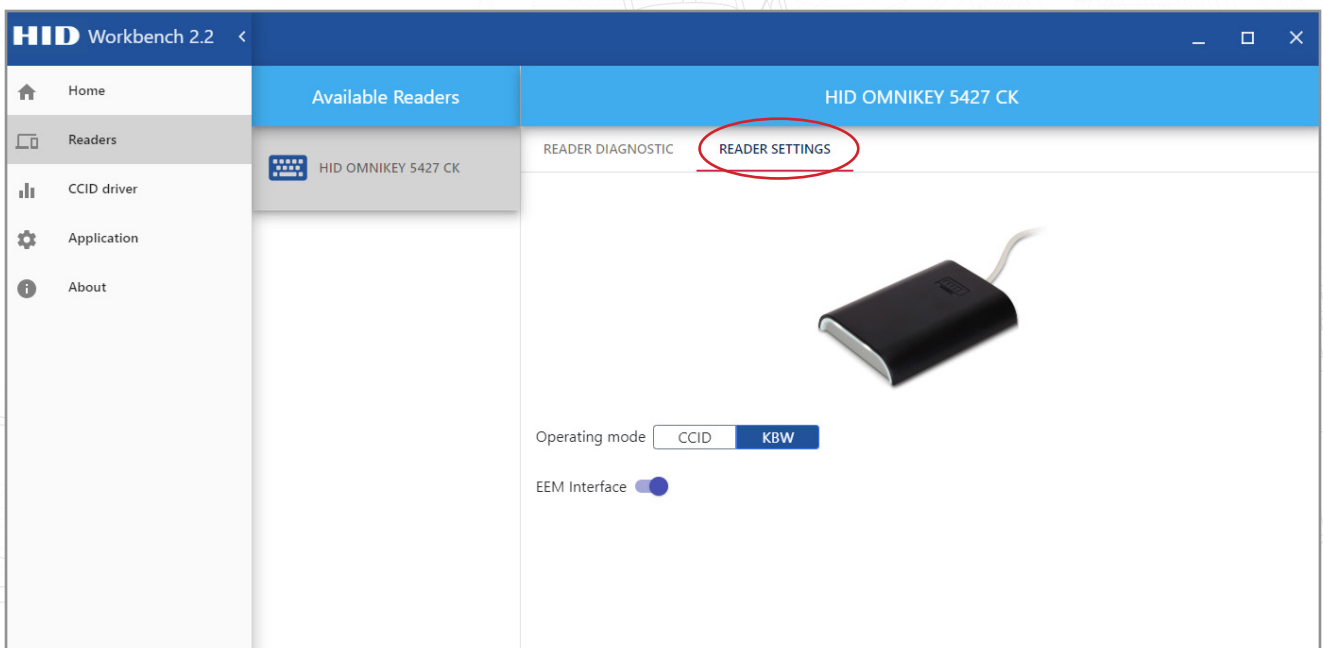 HID Workbench 2.2 <
Home
Readers
CCID driver
Application
About
Available Readers
HID OMNIKEY 5427 CK
HID OMNIKEY 5427 CK
READER DIAGNOSTIC READER SETTINGS
HID
Operating mode CCID KBW
EEM Interface